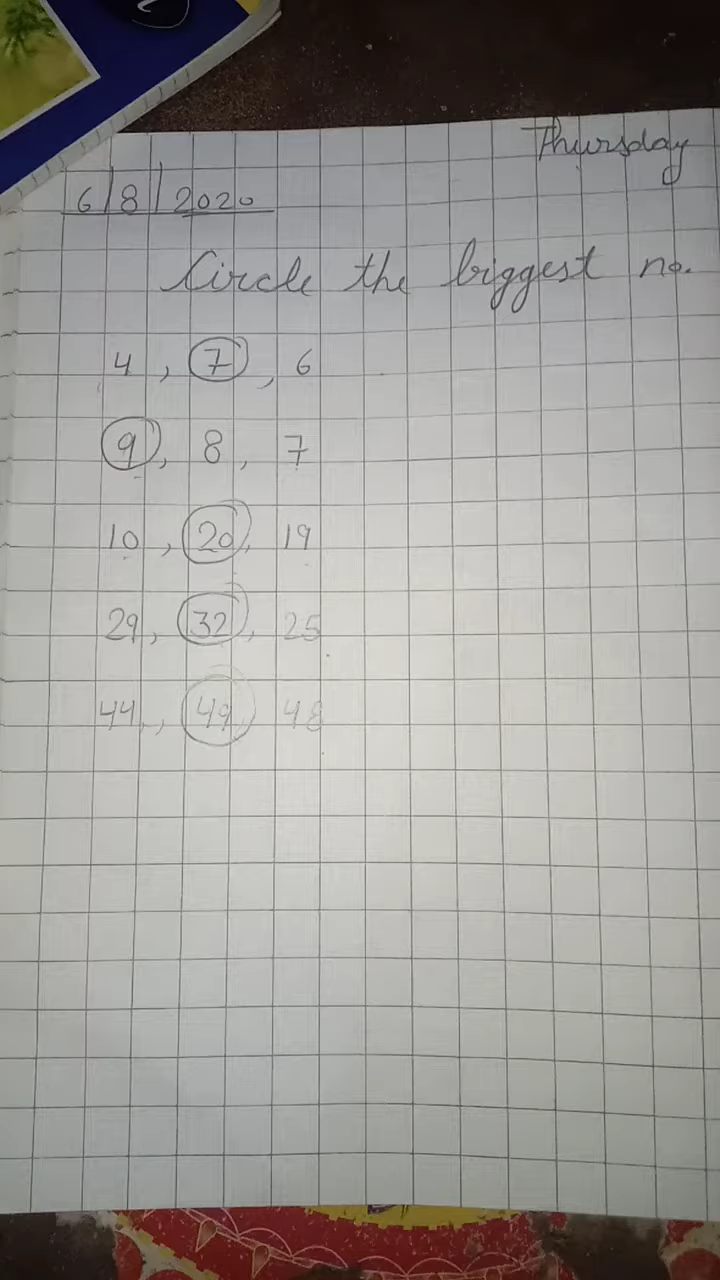 Thursday
6/8/2020
Circle the biggest no.
4, 7, 6
9, 8, 7
10, 20, 19
29, 32, 25
44,, 49, 48